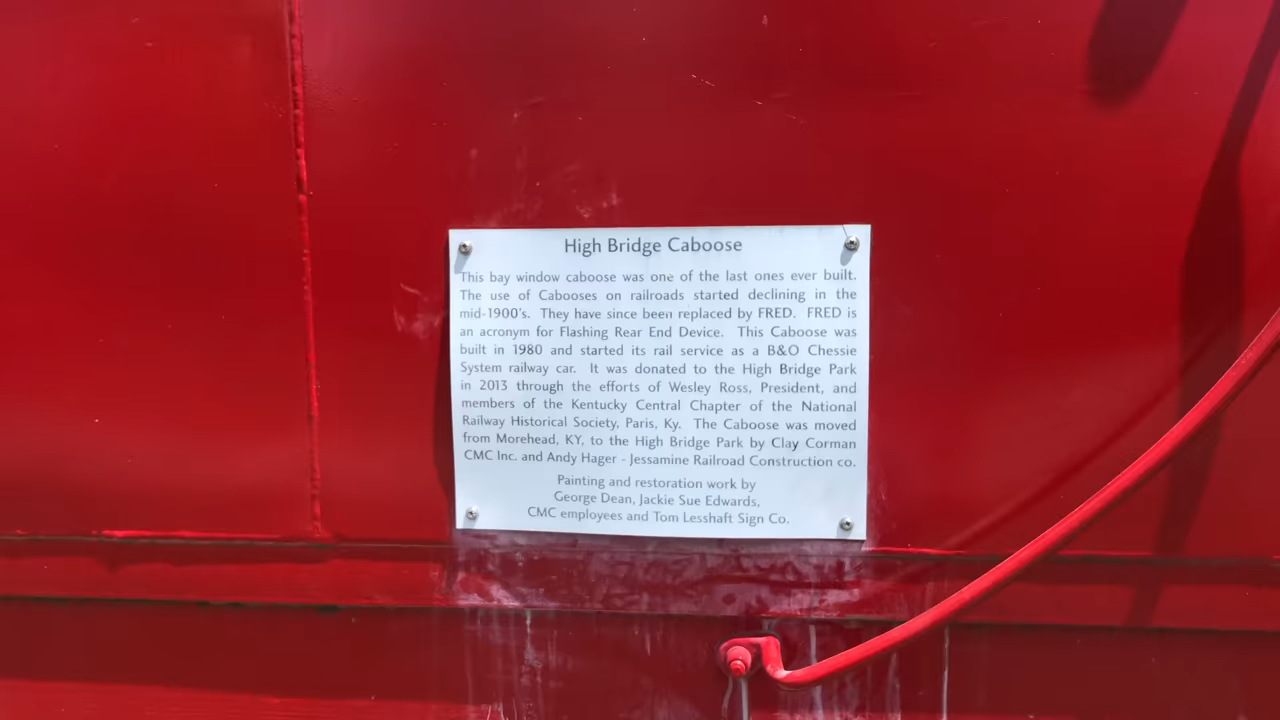 High Bridge Caboose
This bay window caboose was one of the last ones ever built.
The use of Cabooses on railroads started declining in the
mid-1900's. They have since been replaced by FRED. FRED is
an acronym for Flashing Rear End Device. This Caboose was
built in 1980 and started its rail service as a B&O Chessie
System railway car. It was donated to the High Bridge Park
in 2013 through the efforts of Wesley Ross, President, and
members of the Kentucky Central Chapter of the National
Railway Historical Society, Paris, Ky. The Caboose was moved
from Morehead, KY, to the High Bridge Park by Clay Corman
CMC Inc. and Andy Hager - Jessamine Railroad Construction co.
Painting and restoration work by
George Dean, Jackie Sue Edwards,
CMC employees and Tom Lesshaft Sign Co.